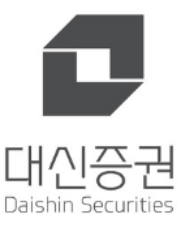 대신증권
Daishin Securities